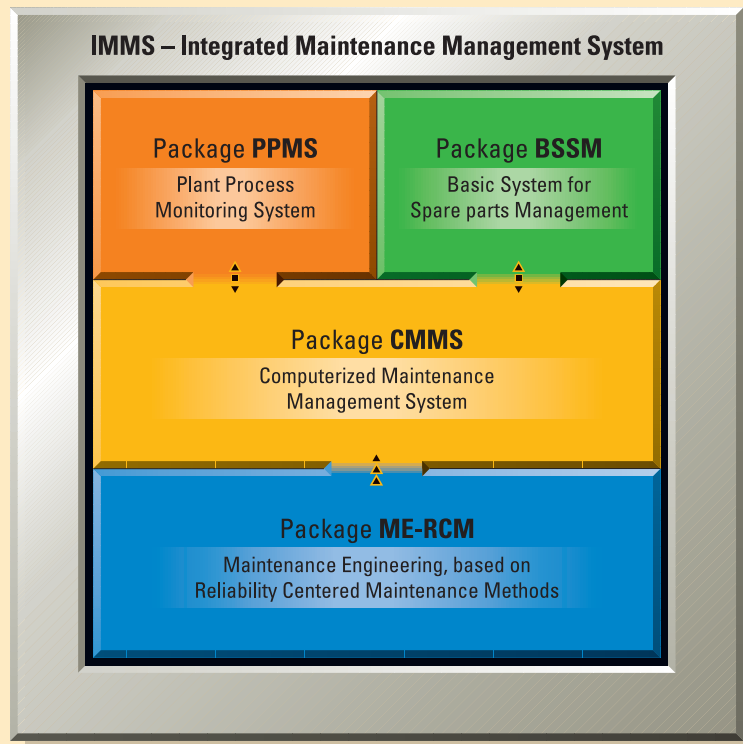 IMMS – Integrated Maintenance Management System
Package PPMS
Plant Process
Monitoring System
Package BSSM
Basic System for
Spare parts Management
Package CMMS
Computerized Maintenance
Management System
Package ME-RCM
Maintenance Engineering, based on
Reliability Centered Maintenance Methods